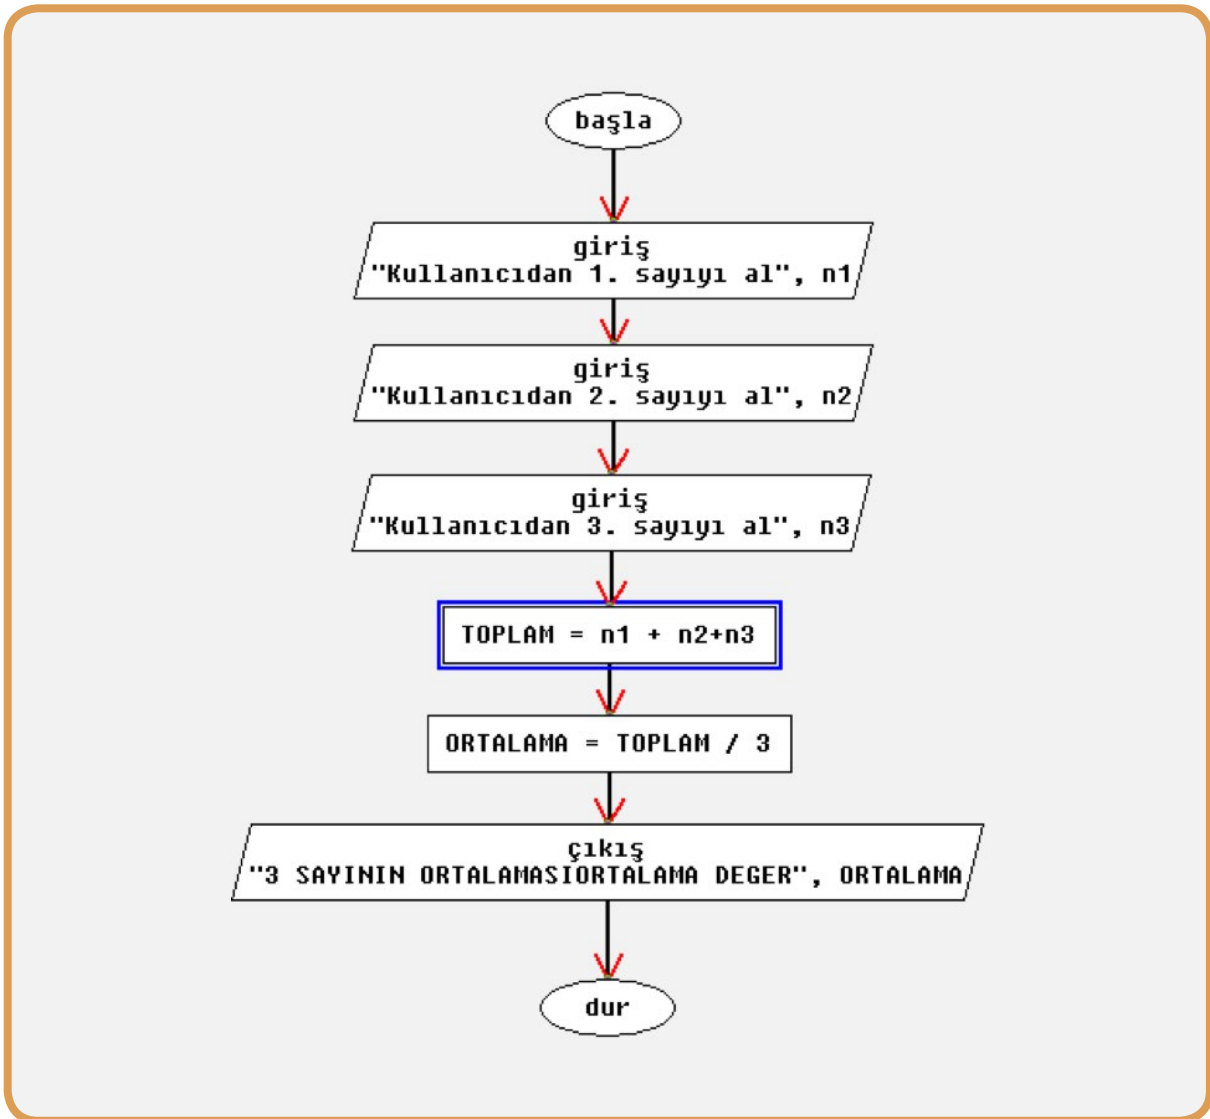 başla
giriş
"Kullanıcıdan 1. sayıyı al", n1
giriş
"Kullanıcıdan 2. sayıyı al", n2
giriş
"Kullanıcıdan 3. sayıyı al", n3
TOPLAM = n1 + n2+n3
ORTALAMA = TOPLAM / 3
çıkış
"3 SAYININ ORTALAMASIORTALAMA DEGER", ORTALAMA
dur